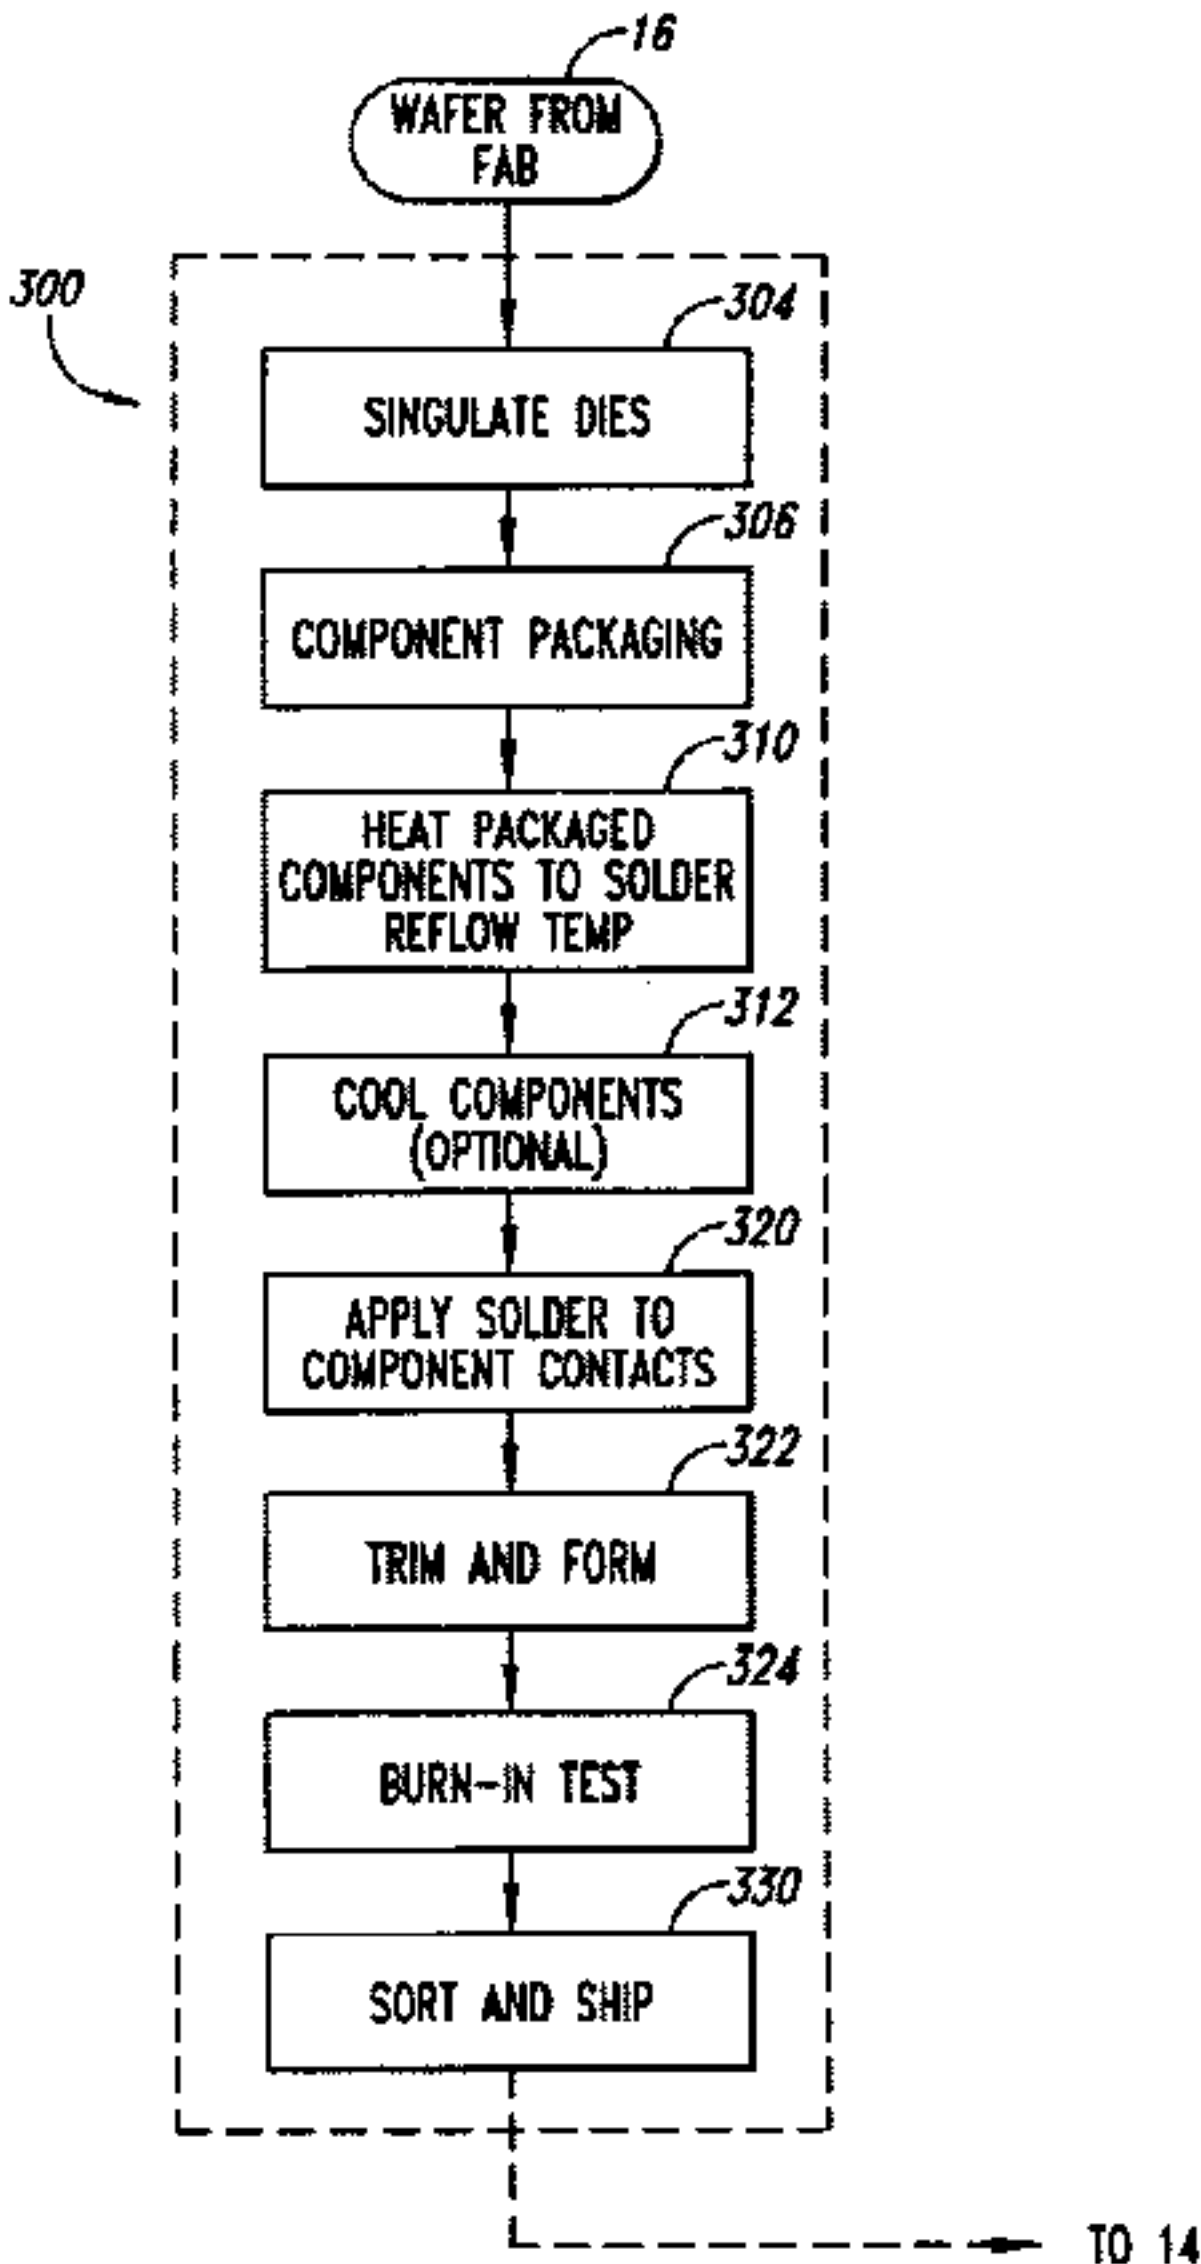 16
WAFER FROM
FAB
300
304
SINGULATE DIES
306
COMPONENT PACKAGING
310
HEAT PACKAGED
COMPONENTS TO SOLDER
REFLOW TEMP
312
COOL COMPONENTS
(OPTIONAL)
320
APPLY SOLDER TO
COMPONENT CONTACTS
322
TRIM AND FORM
324
BURN-IN TEST
330
SORT AND SHIP
TO 14